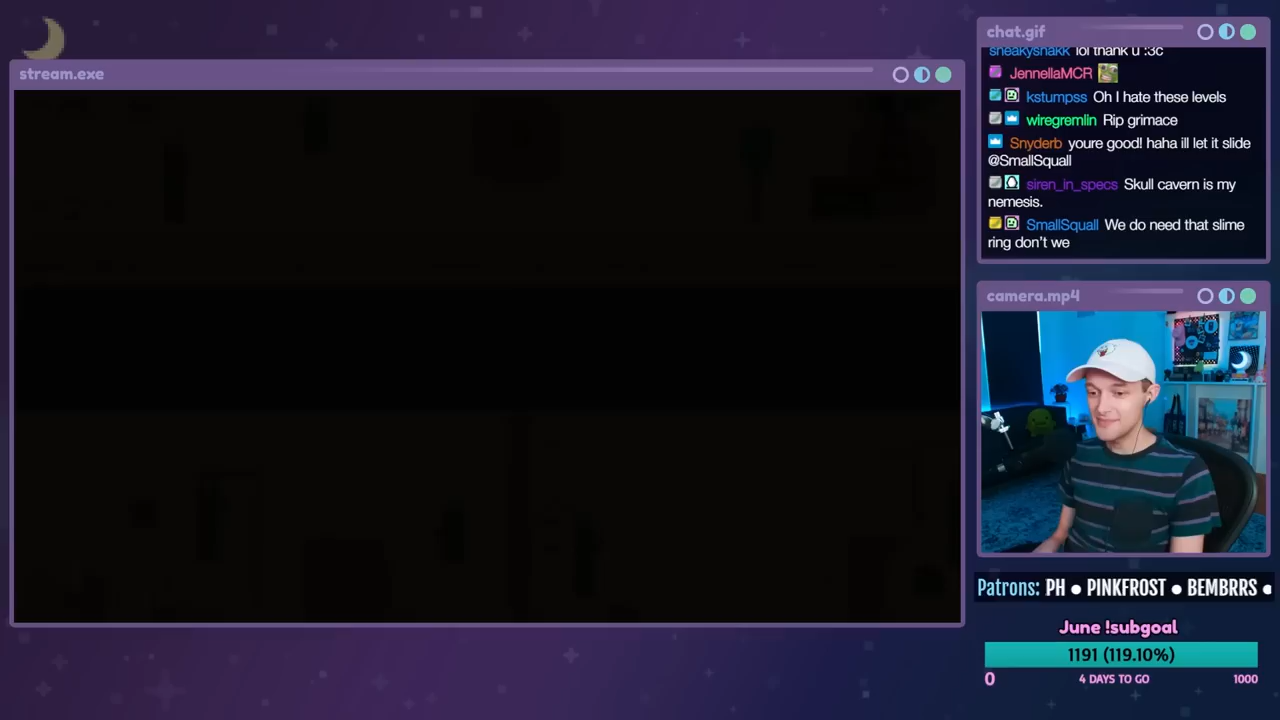 stream.exe
chat.gif
sneakysnakk lol thank u :3c
JennellaMCR
kstumpss Oh I hate these levels
wiregremlin Rip grimace
Snyderb youre good! haha ill let it slide
@SmallSquall
siren_in_specs Skull cavern is my
nemesis.
SmallSquall We do need that slime
ring don't we
camera.mp4
Patrons: PH ● PINKFROST ● BEMBRRS ●
June !subgoal
1191 (119.10%)
0 4 DAYS TO GO 1000